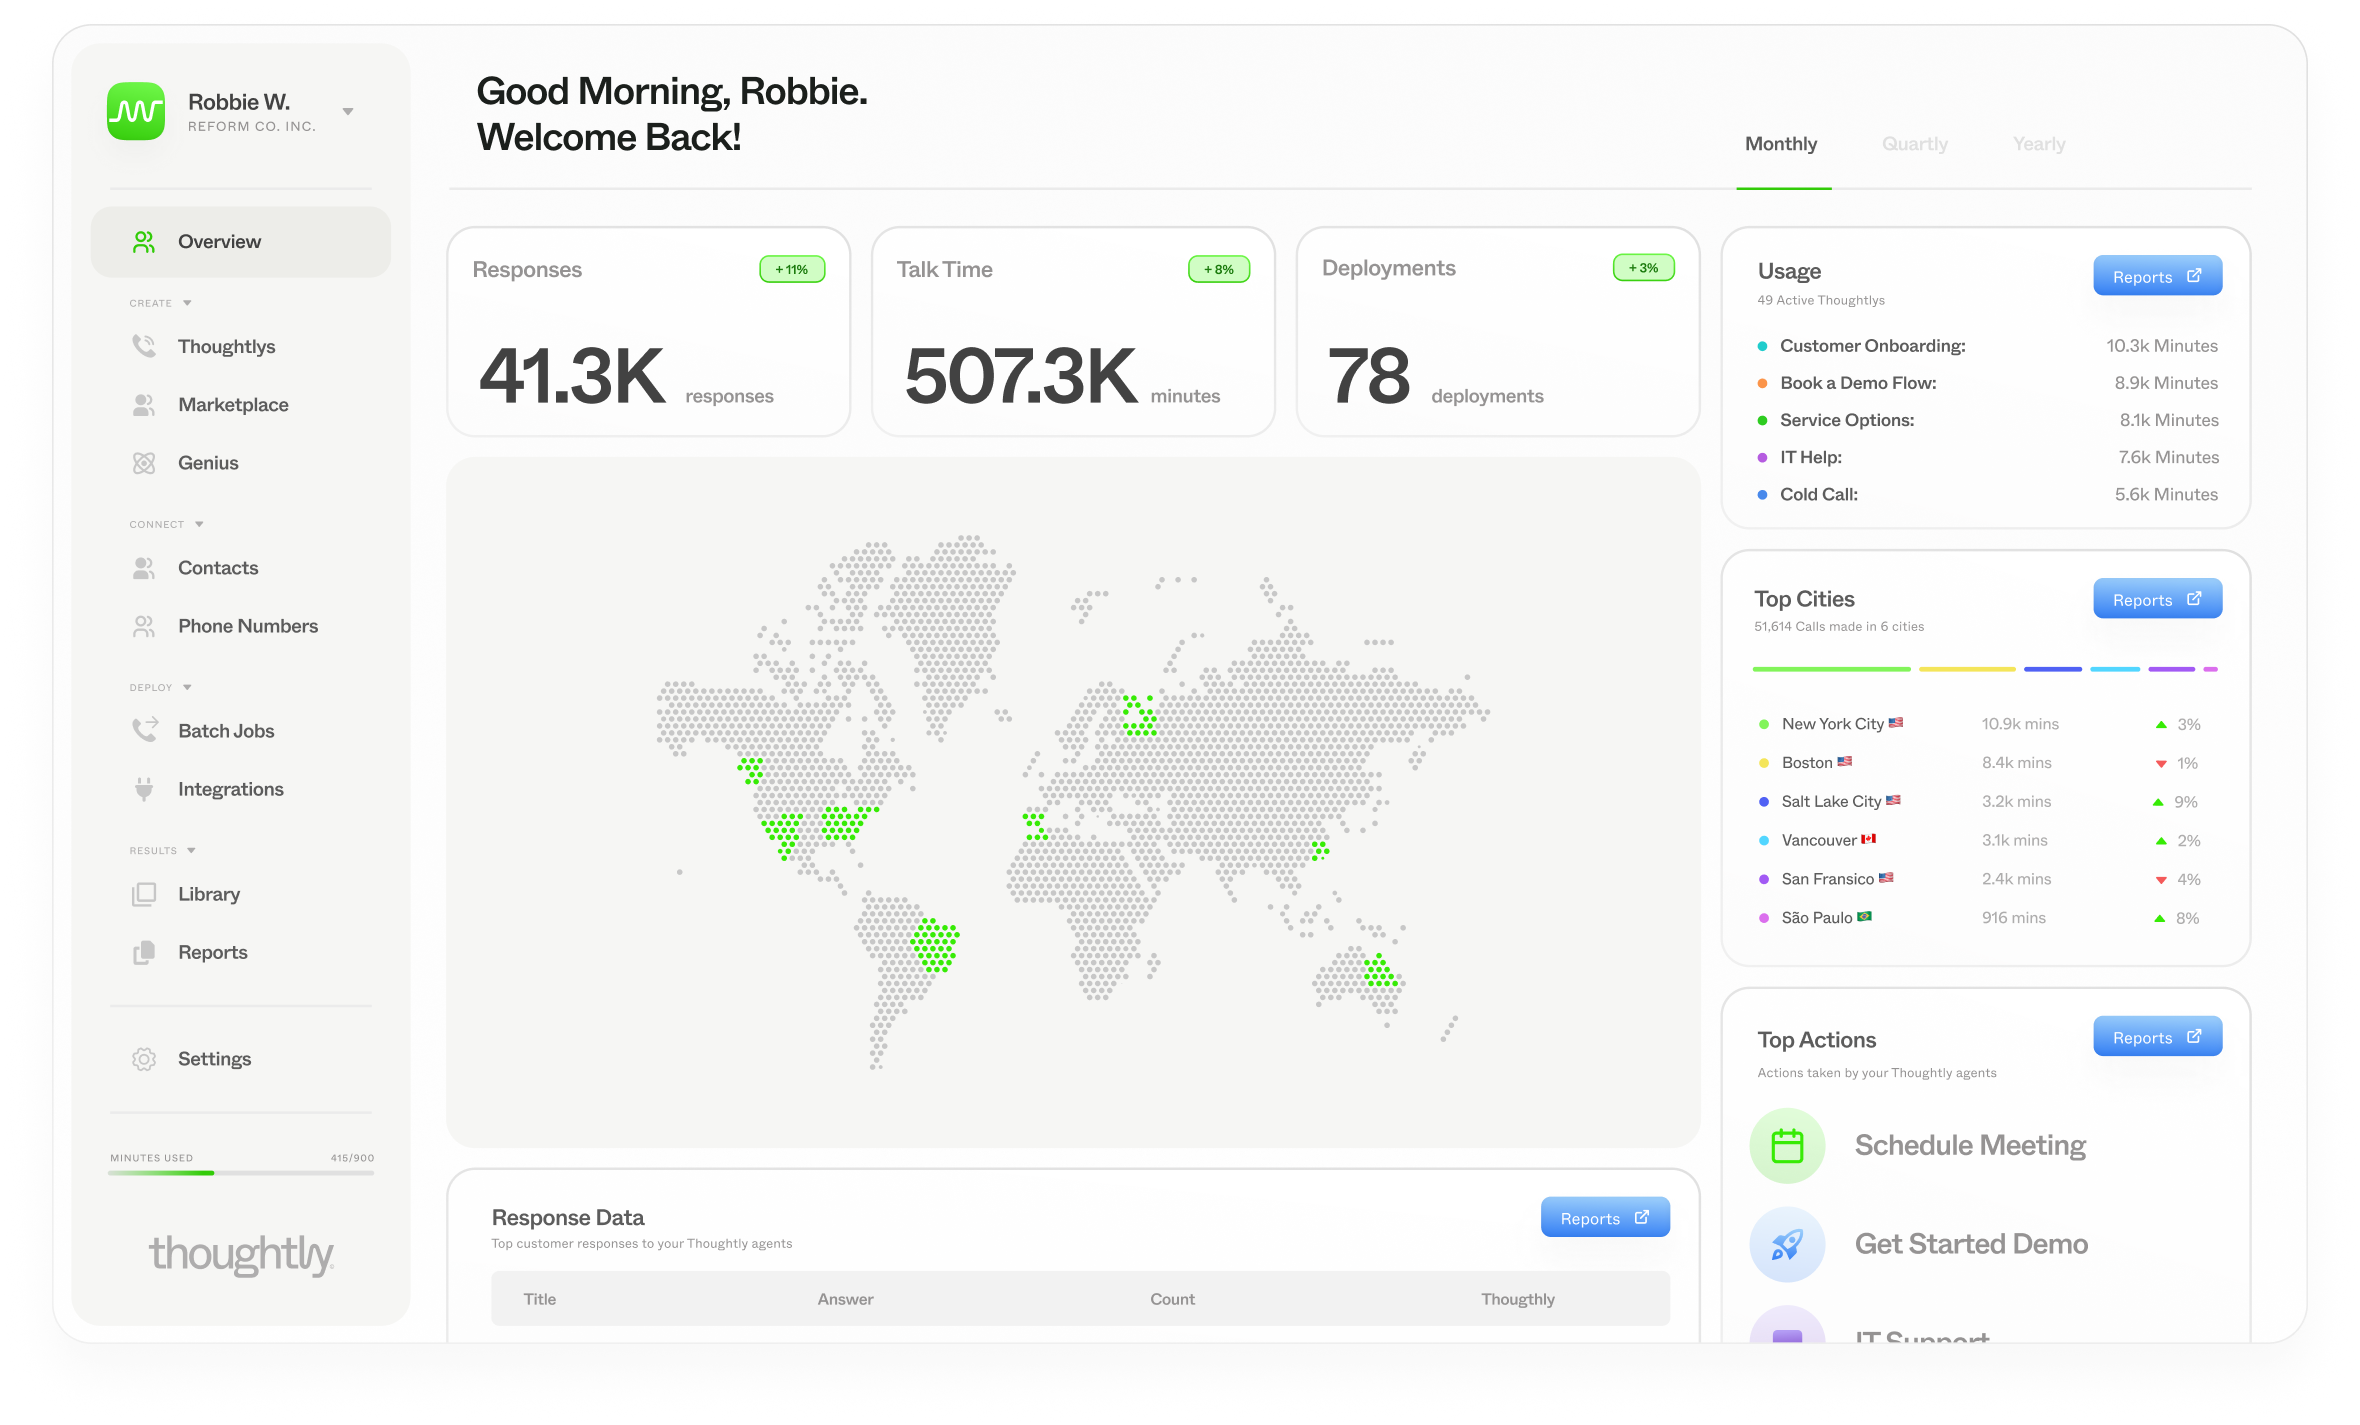 Robbie W.
REFORM CO. INC.
Overview
CREATE
Thoughtlys
Marketplace
Genius
CONNECT
Contacts
Phone Numbers
DEPLOY
Batch Jobs
Integrations
RESULTS
Library
Reports
Settings
MINUTES USED 415/900
thoughtly
Good Morning, Robbie.
Welcome Back!
Monthly Quartly Yearly
Responses +11%
41.3K responses
Talk Time +8%
507.3K minutes
Deployments +3%
78 deployments
Usage
49 Active Thoughtlys
Reports
Customer Onboarding: 10.3k Minutes
Book a Demo Flow: 8.9k Minutes
Service Options: 8.1k Minutes
IT Help: 7.6k Minutes
Cold Call: 5.6k Minutes
Top Cities
51,614 Calls made in 6 cities
Reports
New York City 10.9k mins 3%
Boston 8.4k mins 1%
Salt Lake City 3.2k mins 9%
Vancouver 3.1k mins 2%
San Fransico 2.4k mins 4%
São Paulo 916 mins 8%
Top Actions
Actions taken by your Thoughtly agents
Reports
Schedule Meeting
Get Started Demo
IT Support
Response Data
Top customer responses to your Thoughtly agents
Reports
Title Answer Count Thougthly